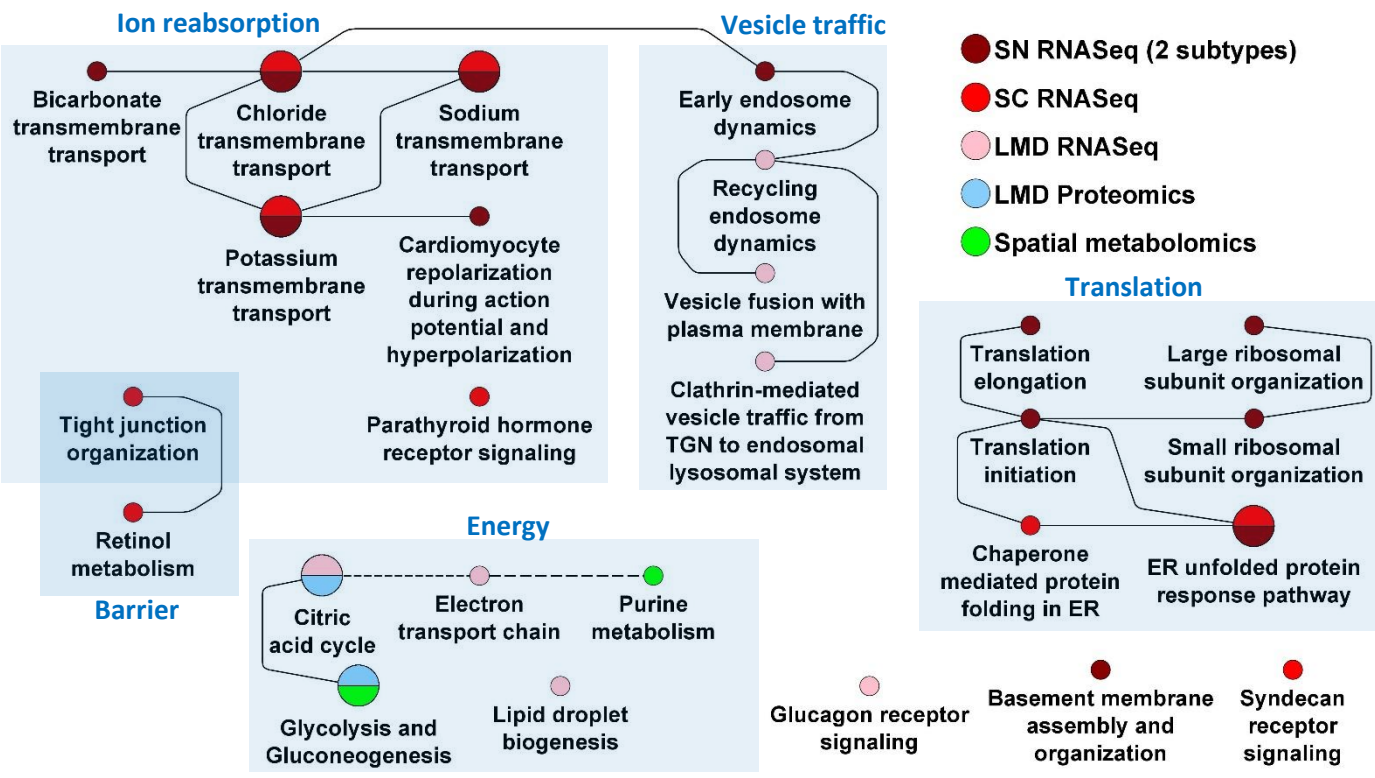 Ion reabsorption
Bicarbonate
transmembrane
transport
Chloride
transmembrane
transport
Sodium
transmembrane
transport
Potassium
transmembrane
transport
Cardiomyocyte
repolarization
during action
potential and
hyperpolarization
Tight junction
organization
Parathyroid hormone
receptor signaling
Retinol
metabolism
Barrier
Vesicle traffic
Early endosome
dynamics
Recycling
endosome
dynamics
Vesicle fusion with
plasma membrane
Clathrin-mediated
vesicle traffic from
TGN to endosomal
lysosomal system
SN RNASeq (2 subtypes)
SC RNASeq
LMD RNASeq
LMD Proteomics
Spatial metabolomics
Translation
Translation
elongation
Large ribosomal
subunit organization
Translation
initiation
Small ribosomal
subunit organization
Chaperone
mediated protein
folding in ER
ER unfolded protein
response pathway
Energy
Citric
acid cycle
Electron
transport chain
Purine
metabolism
Glycolysis and
Gluconeogenesis
Lipid droplet
biogenesis
Glucagon receptor
signaling
Basement membrane
assembly and
organization
Syndecan
receptor
signaling